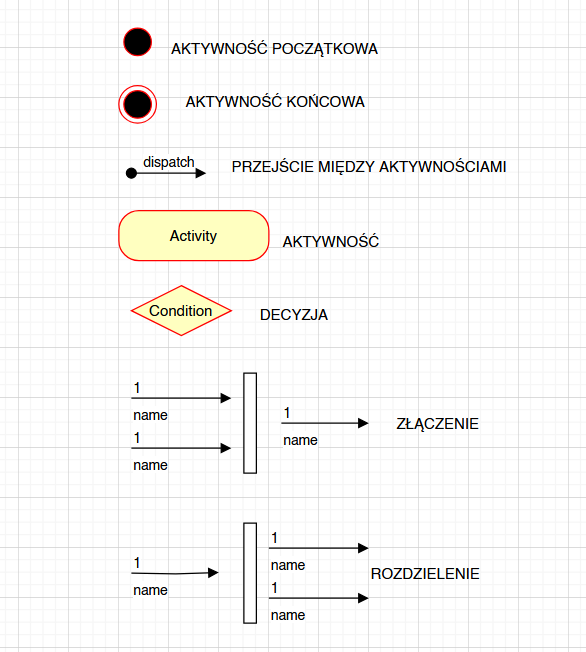 AKTYWNOŚĆ POCZĄTKOWA
AKTYWNOŚĆ KOŃCOWA
dispatch
PRZEJŚCIE MIĘDZY AKTYWNOŚCIAMI
Activity
AKTYWNOŚĆ
Condition
DECYZJA
1
name
1
name
1
name
ZŁĄCZENIE
1
name
1
name
1
name
ROZDZIELENIE